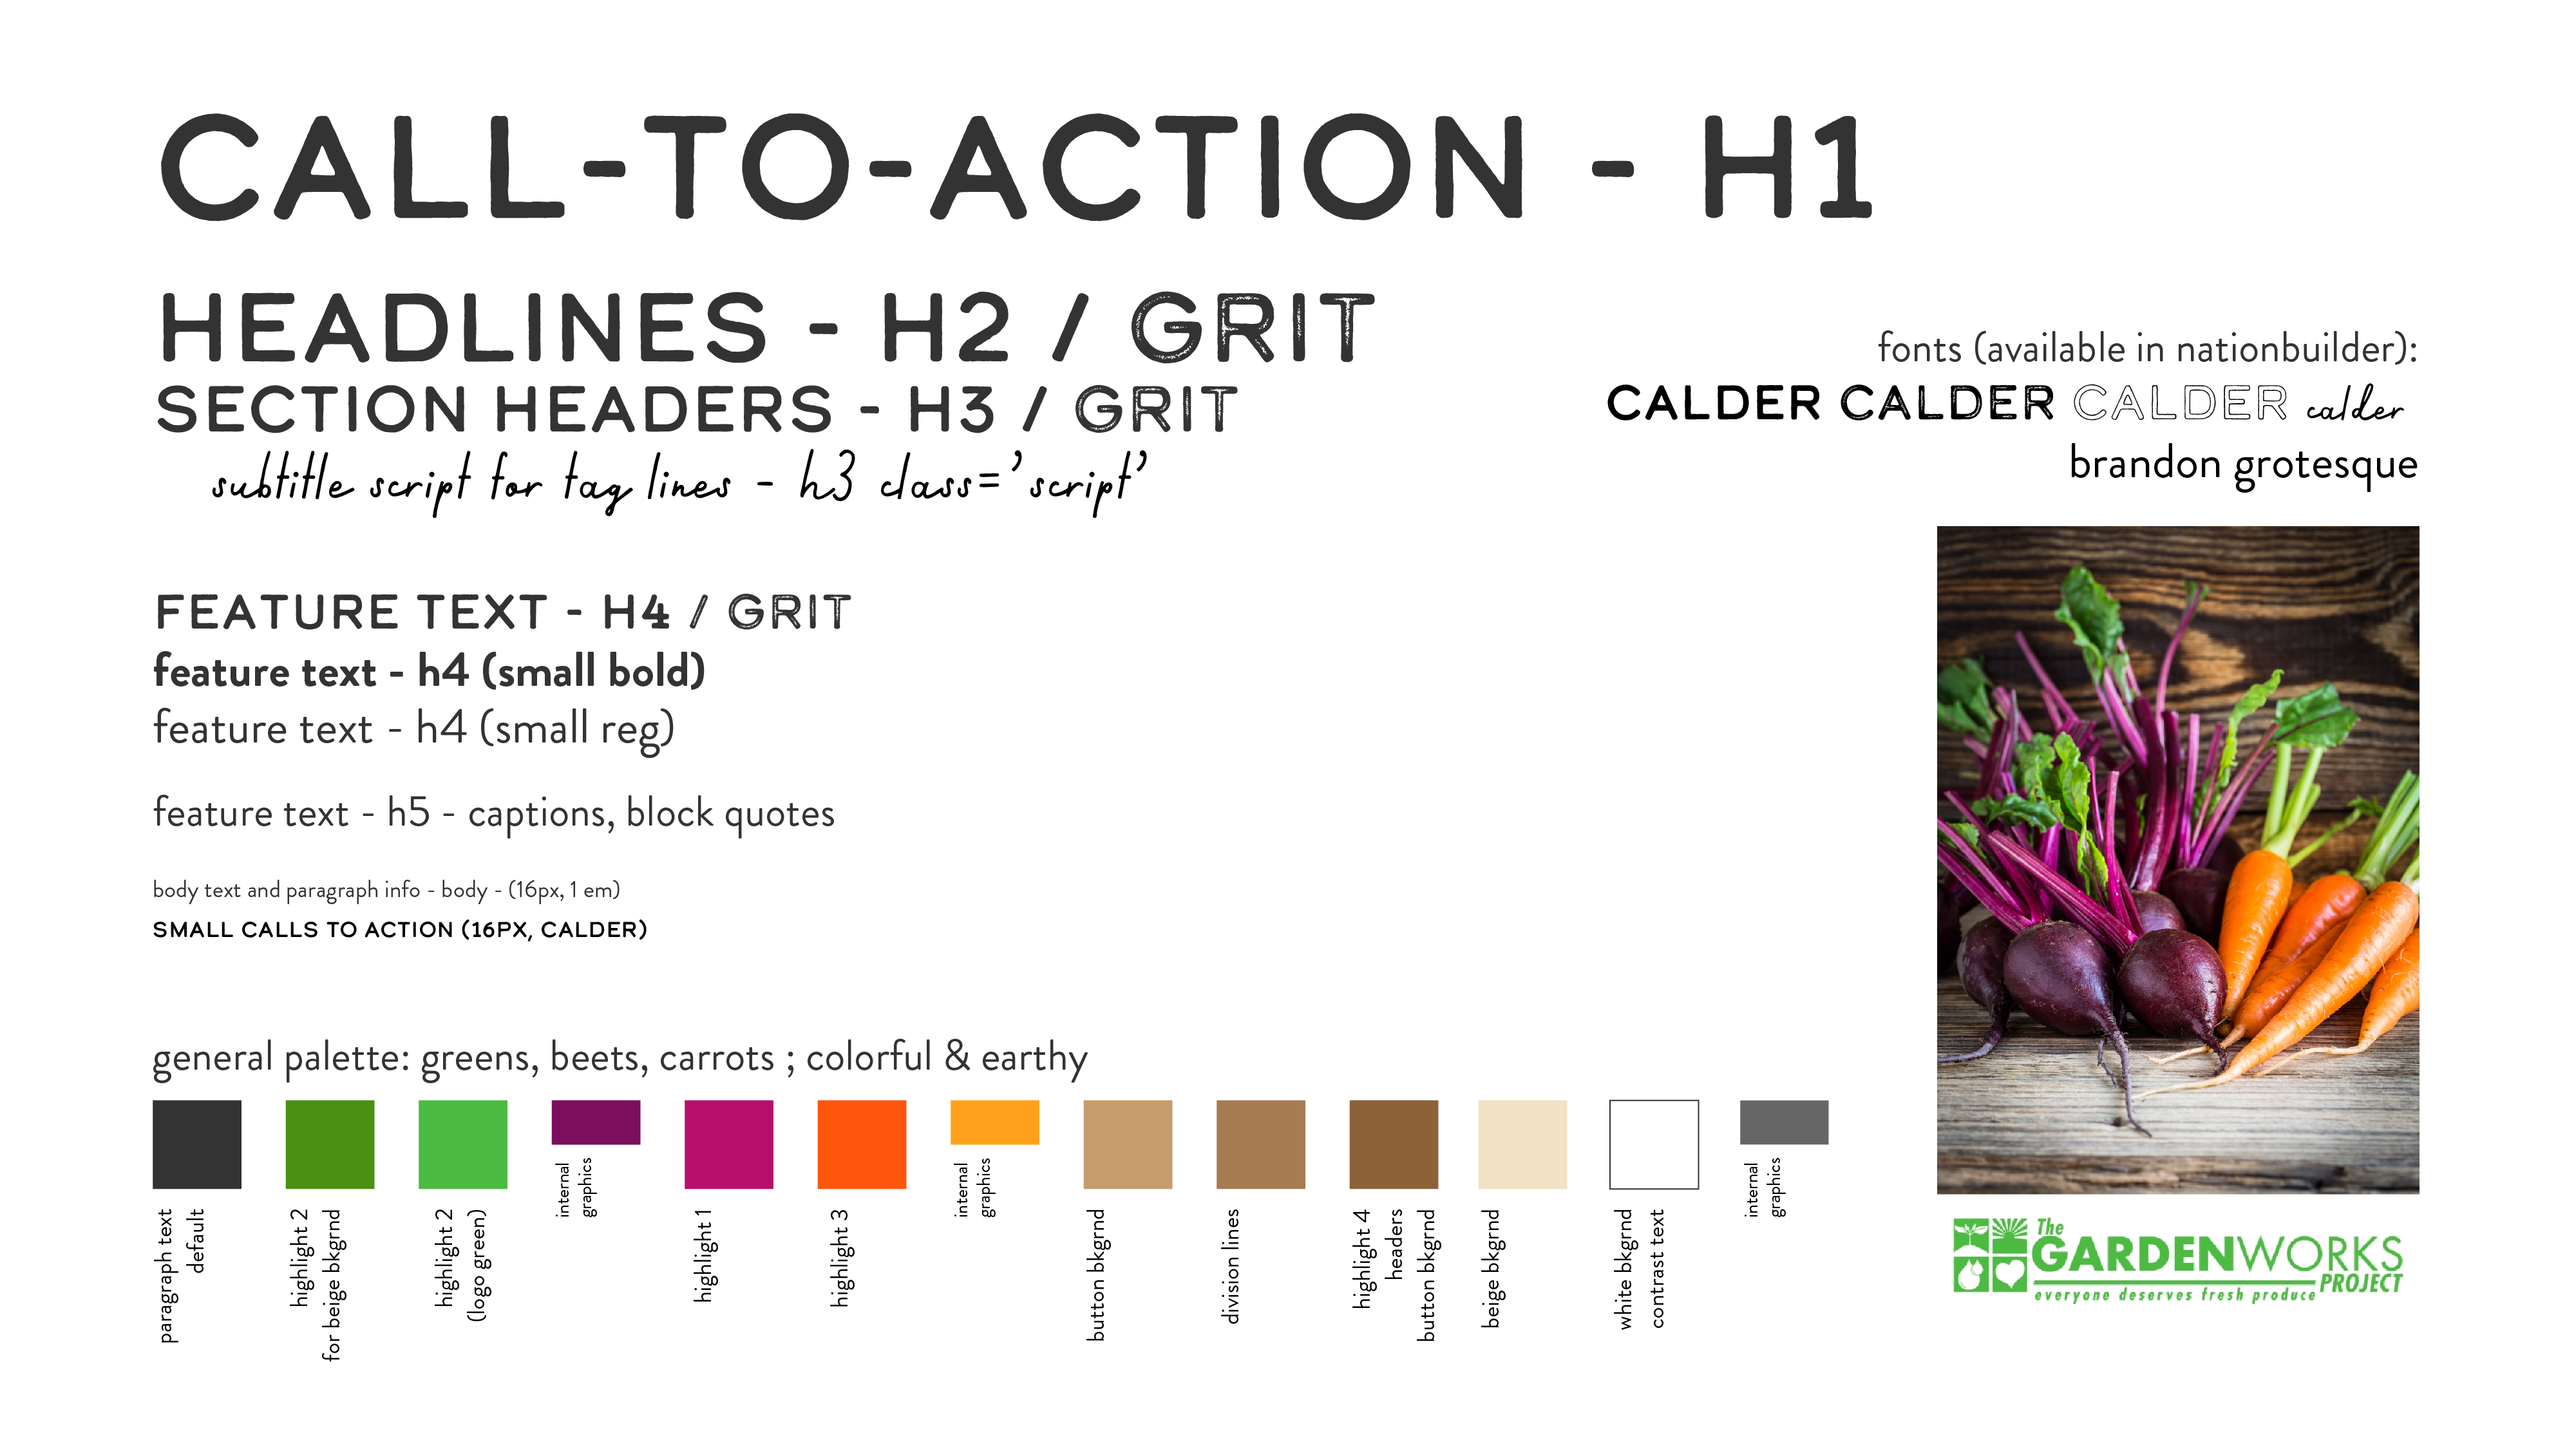 CALL-TO-ACTION - H1
HEADLINES - H2 / GRIT
SECTION HEADERS - H3 / GRIT
subtitle script for tag lines - h3 class='script'
fonts (available in nationbuilder):
CALDER CALDER CALDER calder
brandon grotesque
FEATURE TEXT - H4 / GRIT
feature text - h4 (small bold)
feature text - h4 (small reg)
feature text - h5 - captions, block quotes
body text and paragraph info - body - (16px, 1 em)
SMALL CALLS TO ACTION (16PX, CALDER)
general palette: greens, beets, carrots ; colorful & earthy
paragraph text
default
highlight 2
for beige bkgrnd
highlight 2
(logo green)
internal
graphics
highlight 1
highlight 3
internal
graphics
button bkgrnd
division lines
highlight 4
headers
button bkgrnd
beige bkgrnd
white bkgrnd
contrast text
internal
graphics
The
GARDENWORKS
PROJECT
everyone deserves fresh produce